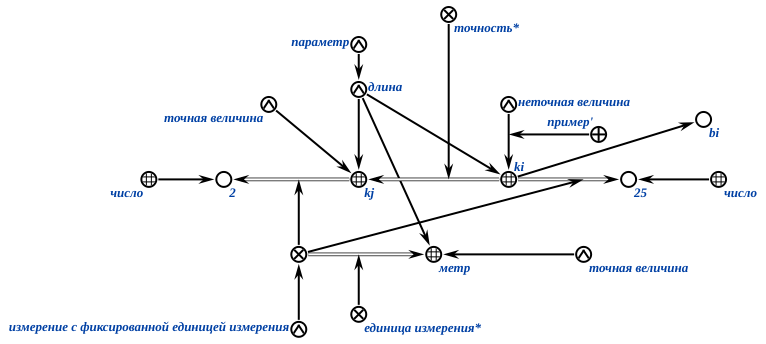 точность*
параметр
длина
неточная величина
точная величина
пример'
bi
ki
число
2
kj
25
число
метр
точная величина
измерение с фиксированной единицей измерения
единица измерения*